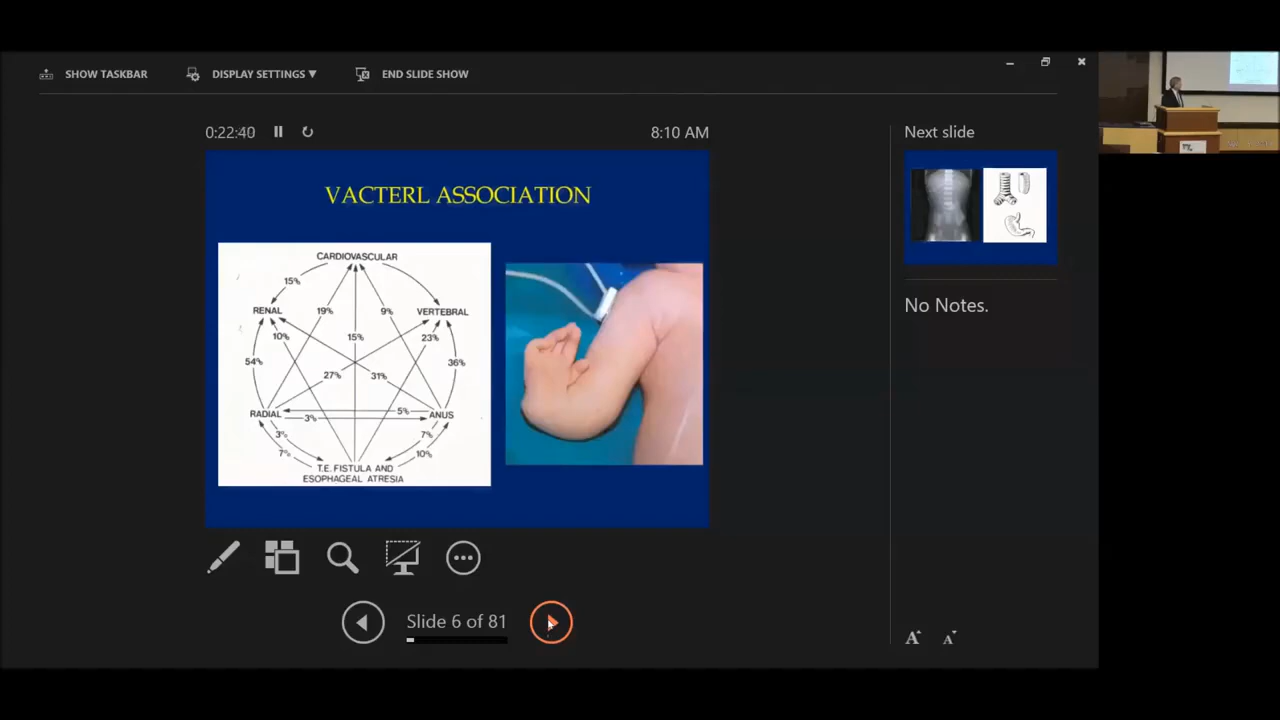 SHOW TASKBAR
DISPLAY SETTINGS ▼
END SLIDE SHOW
0:22:40
8:10 AM
Next slide
VACTERL ASSOCIATION
CARDIOVASCULAR
15%
RENAL
19%
9%
VERTEBRAL
10%
15%
23%
54%
36%
27%
31%
RADIAL
5%
ANUS
3%
3%
7%
7%
10%
T.E. FISTULA AND
ESOPHAGEAL ATRESIA
No Notes.
Slide 6 of 81
A
A